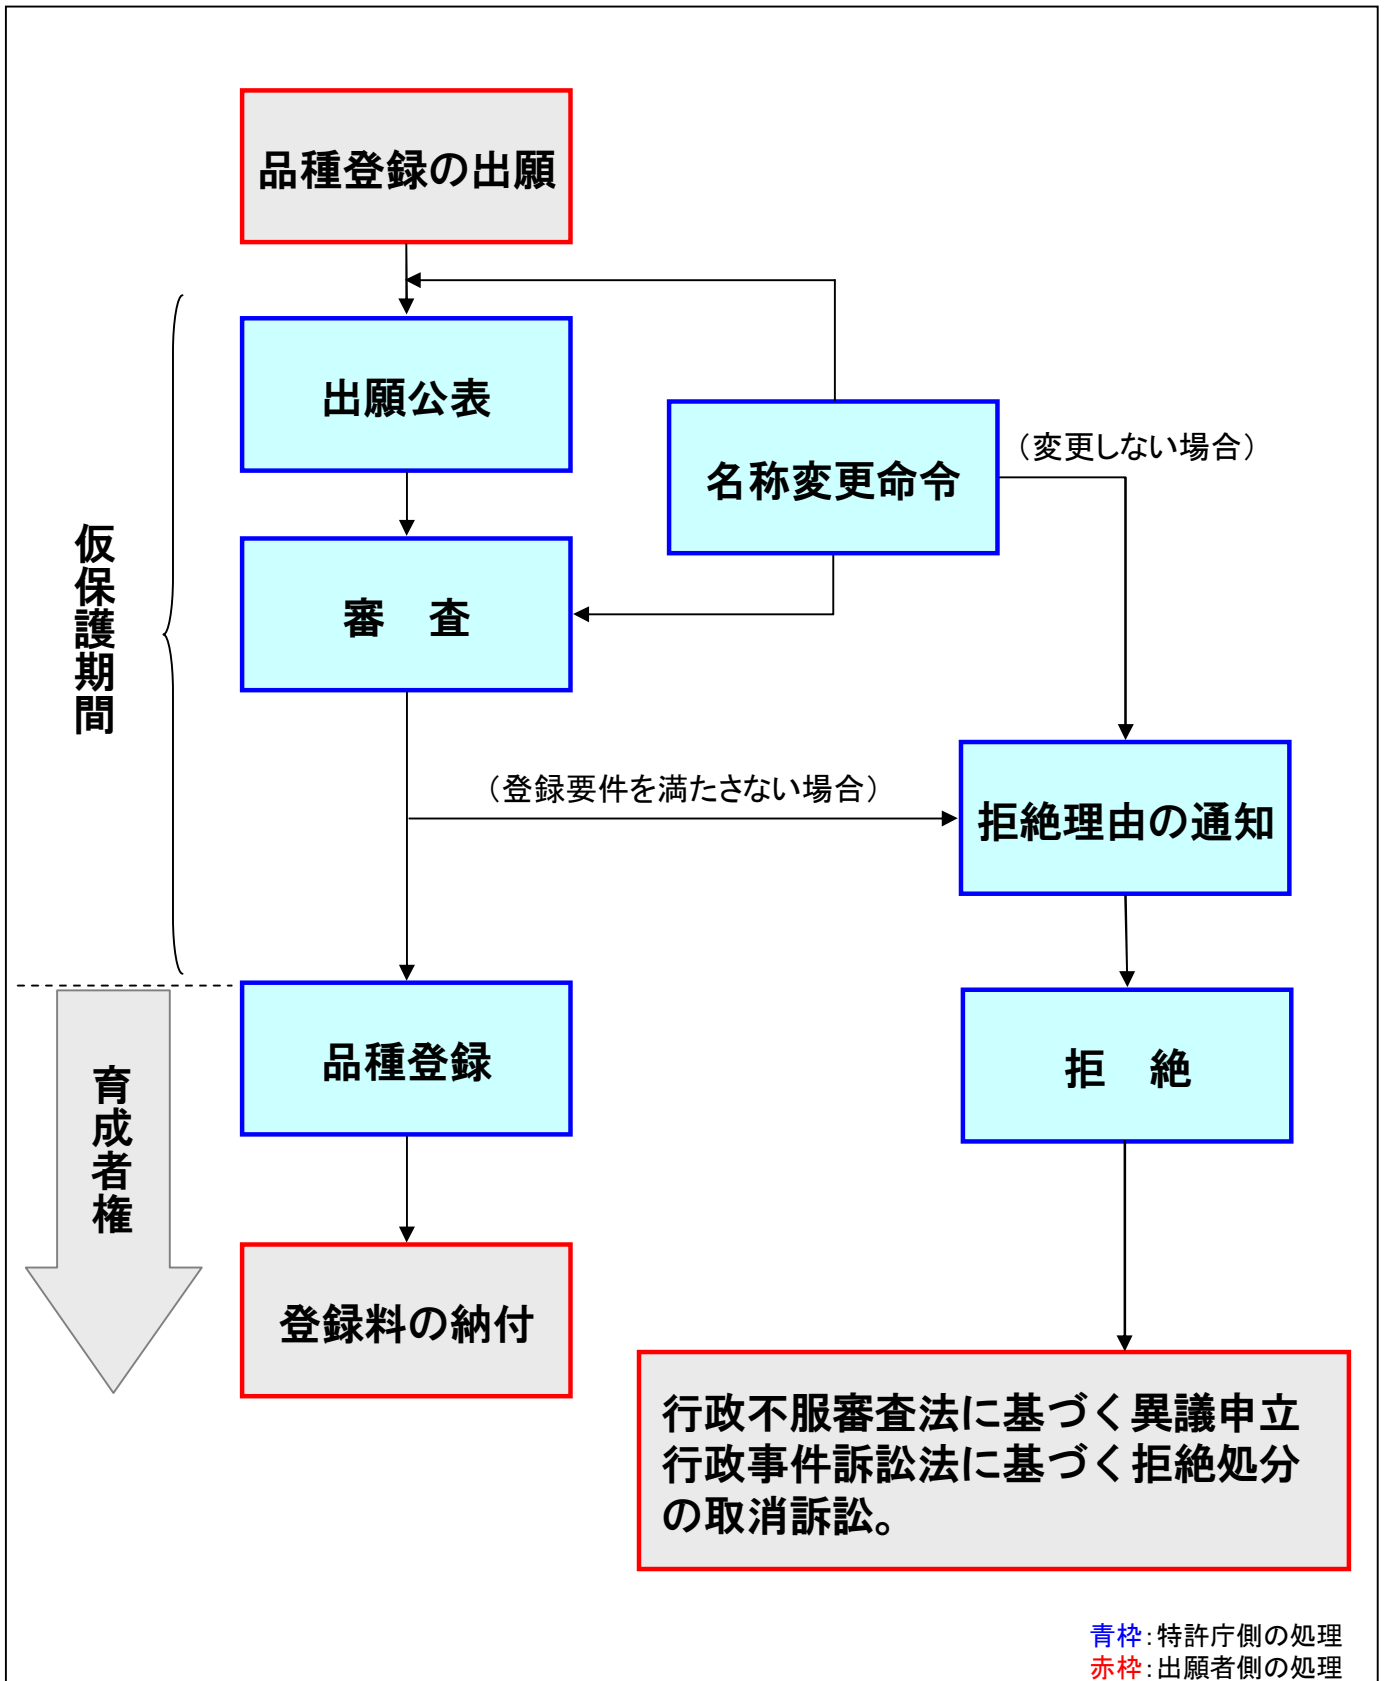 品種登録の出願
出願公表
名称変更命令
（変更しない場合）
審　査
仮保護期間
（登録要件を満たさない場合）
拒絶理由の通知
品種登録
拒　絶
育成者権
登録料の納付
行政不服審査法に基づく異議申立
行政事件訴訟法に基づく拒絶処分
の取消訴訟。
青枠：特許庁側の処理
赤枠：出願者側の処理